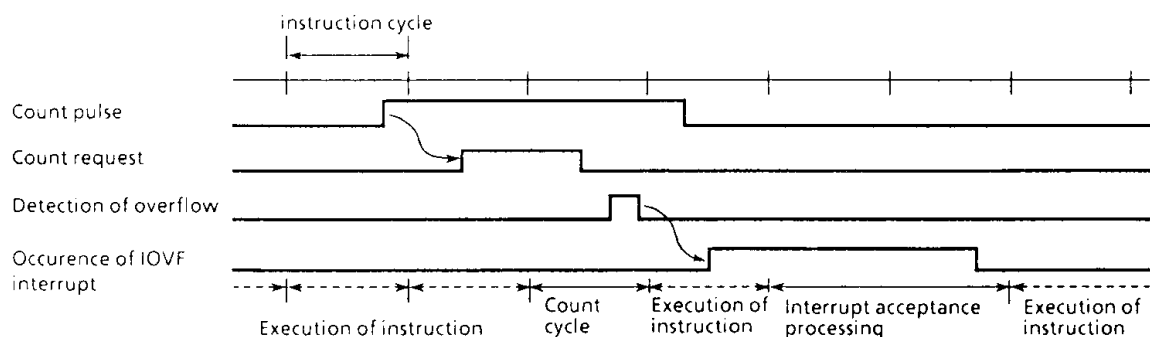 instruction cycle
Count pulse
Count request
Detection of overflow
Occurence of IOVF
interrupt
Execution of instruction
Count
cycle
Execution of
instruction
Interrupt acceptance
processing
Execution of
instruction